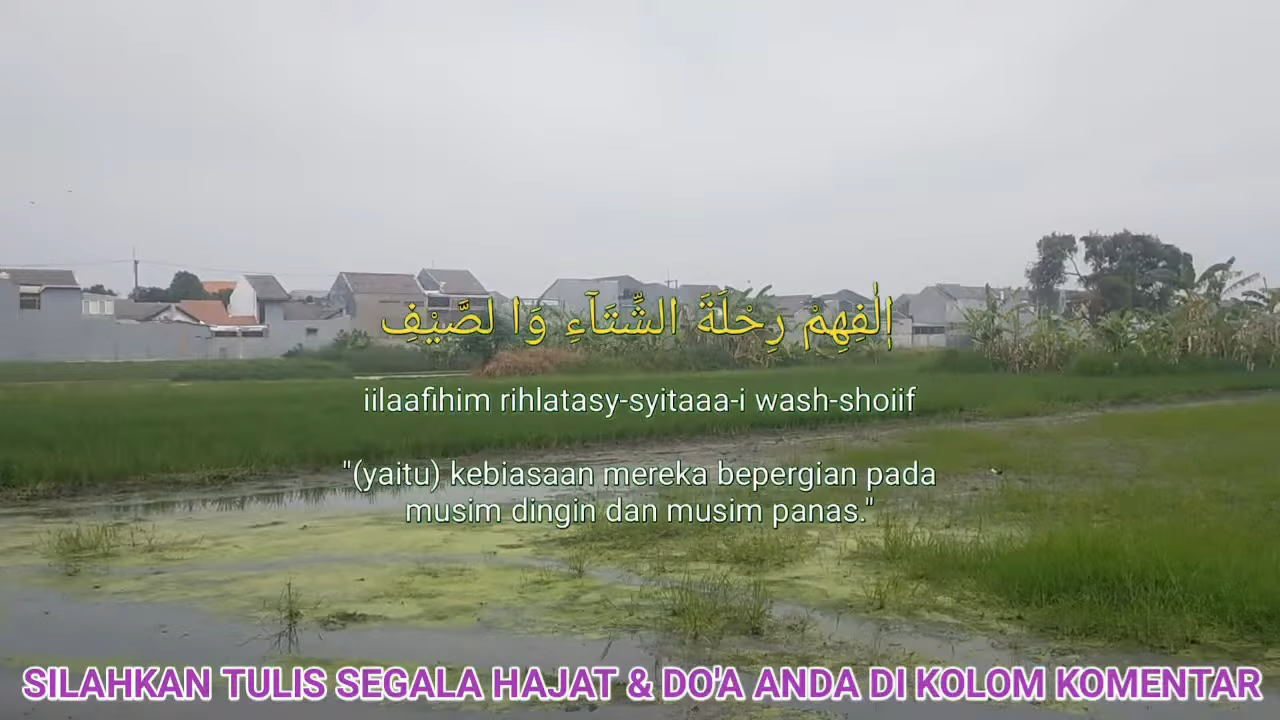 اٖلٰفِهِمْ رِحْلَةَ الشِّتَآءِ وَا لصَّيْفِ
iilaafihim rihlatasy-syitaaa-i wash-shoiif
"(yaitu) kebiasaan mereka bepergian pada
musim dingin dan musim panas."
SILAHKAN TULIS SEGALA HAJAT & DO'A ANDA DI KOLOM KOMENTAR